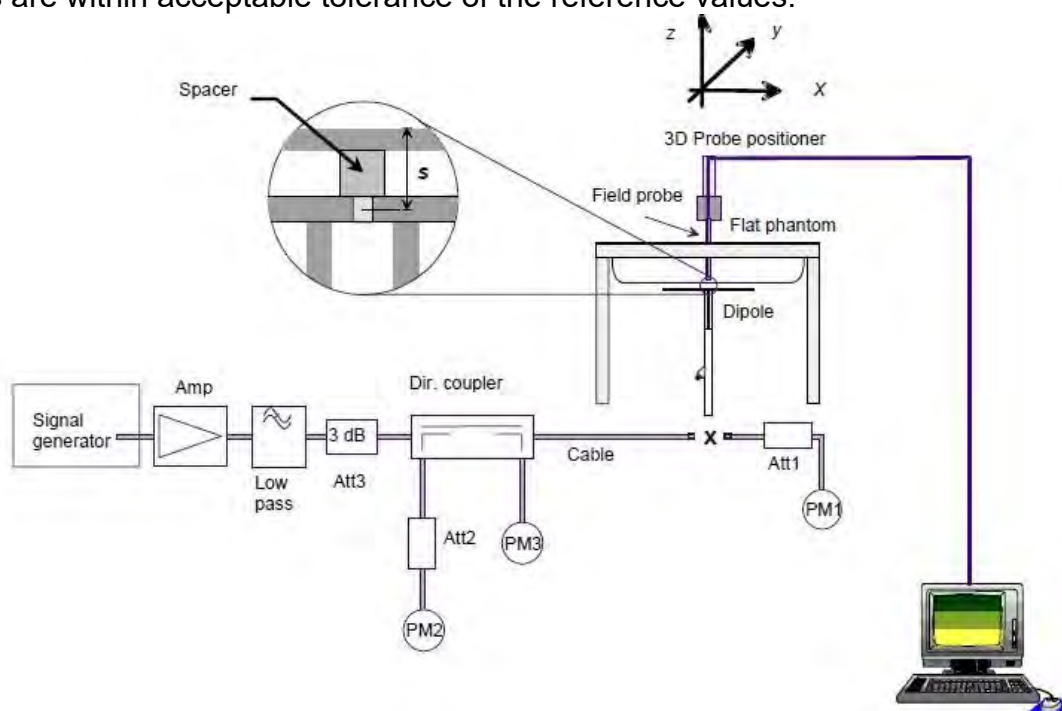 s are within acceptable tolerance of the reference values.
z
y
x
Spacer
s
3D Probe positioner
Field probe
Flat phantom
Dipole
Signal
generator
Amp
Low
pass
3 dB
Att3
Dir. coupler
Cable
x
Att1
PM1
Att2
PM3
PM2